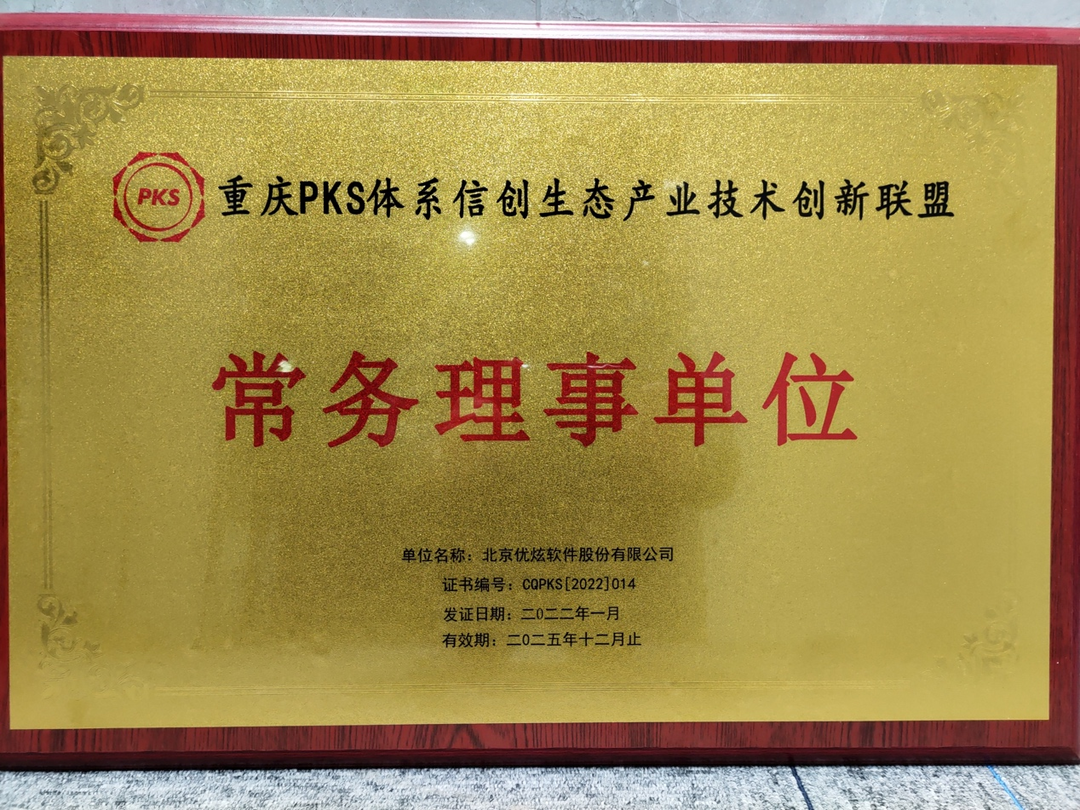 PKS 重庆PKS体系信创生态产业技术创新联盟
常务理事单位
单位名称：北京优炫软件股份有限公司
证书编号：CQPKS[2022]014
发证日期：二〇二二年一月
有效期：二〇二五年十二月止